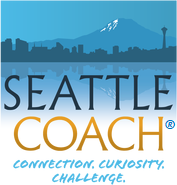 SEATTLE
COACH®
CONNECTION. CURIOSITY.
CHALLENGE.